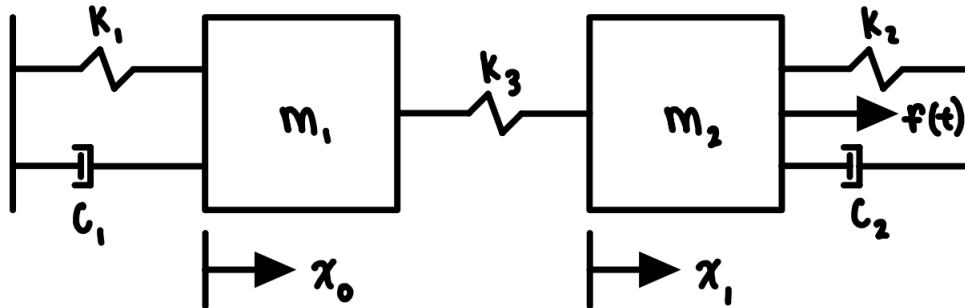 K₁
K₂
K₃
m₁
m₂
f(t)
C₁
C₂
x₀
x₁